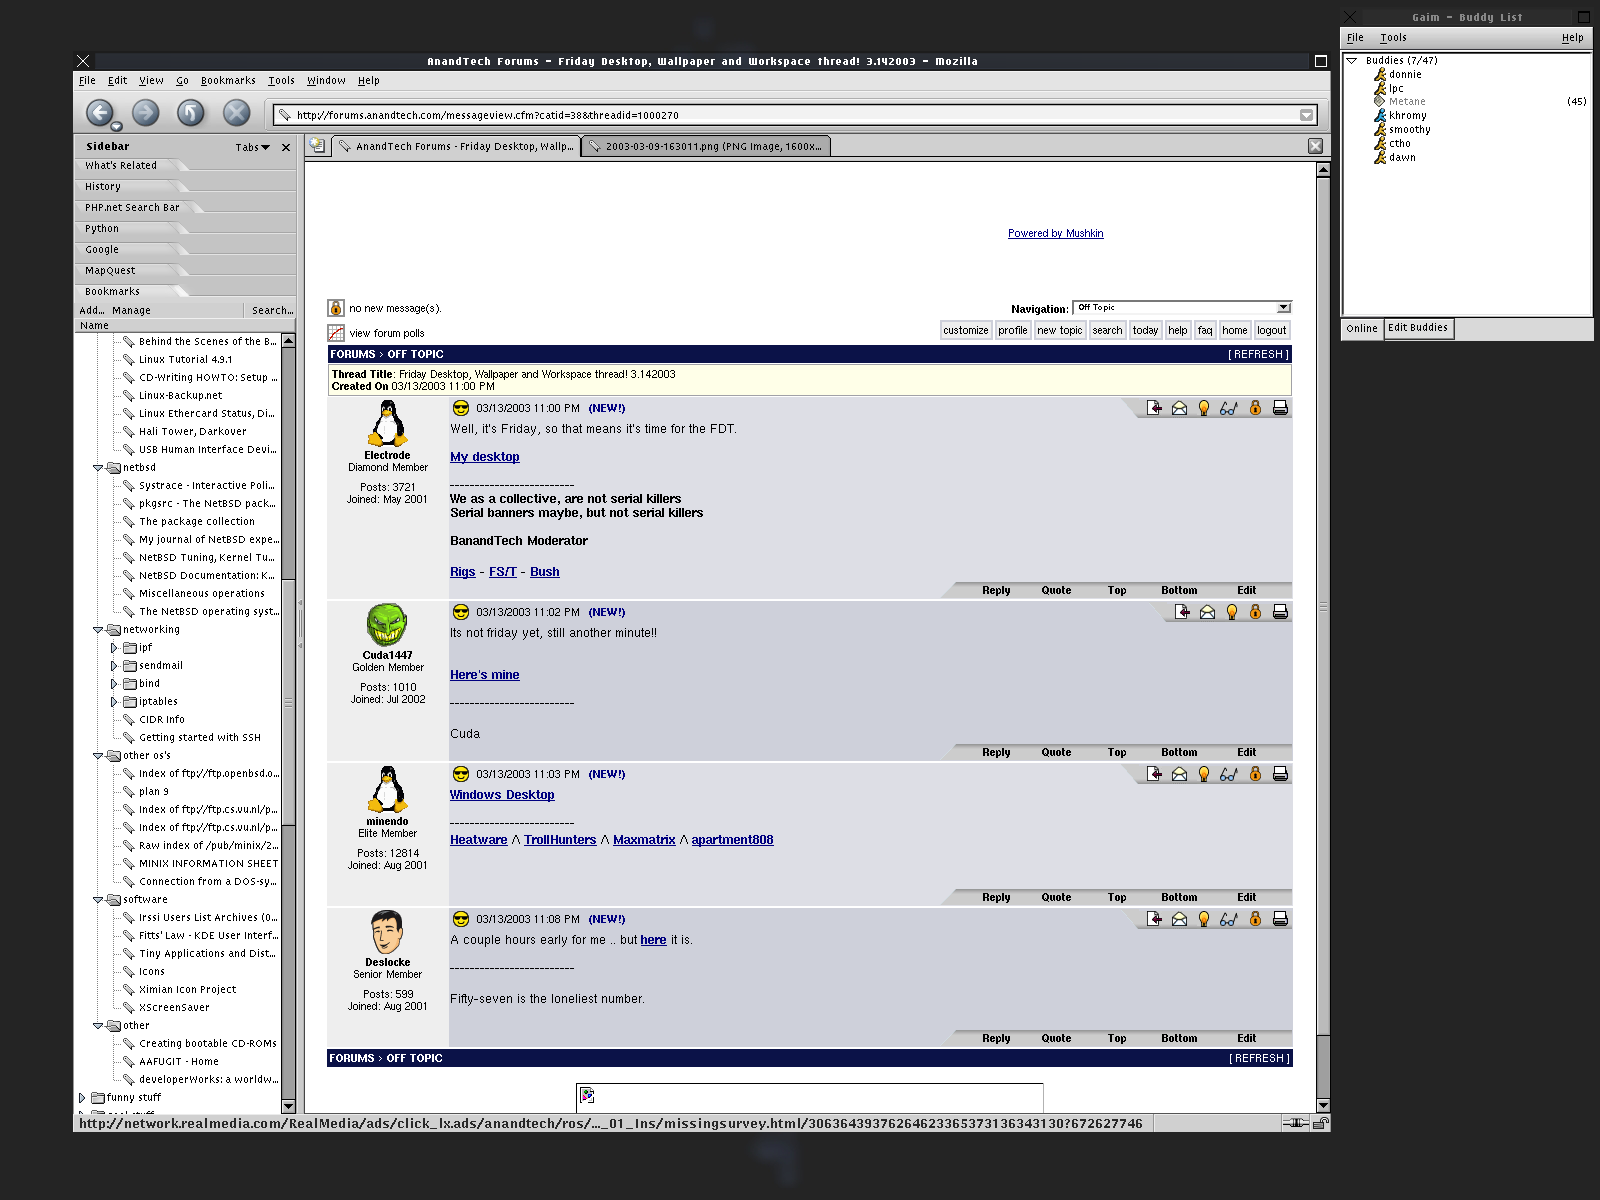 Gaim - Buddy List
File Tools Help
Buddies (7/47)
donnie
lpc
Metane (45)
khromy
smoothy
ctho
dawn
Online Edit Buddies
AnandTech Forums - Friday Desktop, Wallpaper and Workspace thread! 3.142003 - Mozilla
File Edit View Go Bookmarks Tools Window Help
http://forums.anandtech.com/messageview.cfm?catid=38&threadid=1000270
Sidebar Tabs
AnandTech Forums - Friday Desktop, Wallp...
2003-03-09-163011.png (PNG Image, 1600x...
What's Related
History
PHP.net Search Bar
Python
Google
MapQuest
Bookmarks
Add... Manage Search...
Name
Behind the Scenes of the B...
Linux Tutorial 4.9.1
CD-Writing HOWTO: Setup ...
Linux-Backup.net
Linux Ethercard Status, Di...
Hali Tower, Darkover
USB Human Interface Devi...
netbsd
Systrace - Interactive Poli...
pkgsrc - The NetBSD pack...
The package collection
My journal of NetBSD expe...
NetBSD Tuning, Kernel Tu...
NetBSD Documentation: K...
Miscellaneous operations
The NetBSD operating syst...
networking
ipf
sendmail
bind
iptables
CIDR Info
Getting started with SSH
other os's
Index of ftp://ftp.openbsd.o...
plan 9
Index of ftp://ftp.cs.vu.nl/p...
Index of ftp://ftp.cs.vu.nl/p...
Raw index of /pub/minix/2...
MINIX INFORMATION SHEET
Connection from a DOS-sy...
software
Irssi Users List Archives (0...
Fitts' Law - KDE User Interf...
Tiny Applications and Dist...
Icons
Ximian Icon Project
XScreenSaver
other
Creating bootable CD-ROMs
AAFUGIT - Home
developerWorks: a worldw...
funny stuff
Powered by Mushkin
no new message(s).
Navigation: Off Topic
view forum polls
customize profile new topic search today help faq home logout
FORUMS > OFF TOPIC [ REFRESH ]
Thread Title: Friday Desktop, Wallpaper and Workspace thread! 3.142003
Created On 03/13/2003 11:00 PM
Electrode
Diamond Member
Posts: 3721
Joined: May 2001
03/13/2003 11:00 PM (NEW!)
Well, it's Friday, so that means it's time for the FDT.
My desktop
-------------------------
We as a collective, are not serial killers
Serial banners maybe, but not serial killers
BanandTech Moderator
Rigs - FS/T - Bush
Reply Quote Top Bottom Edit
Cuda1447
Golden Member
Posts: 1010
Joined: Jul 2002
03/13/2003 11:02 PM (NEW!)
Its not friday yet, still another minute!!
Here's mine
-------------------------
Cuda
Reply Quote Top Bottom Edit
minendo
Elite Member
Posts: 12814
Joined: Aug 2001
03/13/2003 11:03 PM (NEW!)
Windows Desktop
-------------------------
Heatware /\ TrollHunters /\ Maxmatrix /\ apartment808
Reply Quote Top Bottom Edit
Deslocke
Senior Member
Posts: 599
Joined: Aug 2001
03/13/2003 11:08 PM (NEW!)
A couple hours early for me .. but here it is.
-------------------------
Fifty-seven is the loneliest number.
Reply Quote Top Bottom Edit
FORUMS > OFF TOPIC [ REFRESH ]
http://network.realmedia.com/RealMedia/ads/click_lx.ads/anandtech/ros/..._01_Ins/missingsurvey.html/30636439376264623365373136343130?672627746